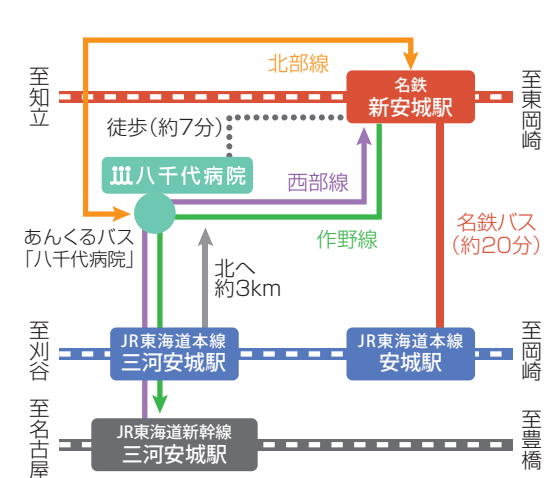 北部線
至知立
名鉄
新安城駅
至東岡崎
徒歩（約7分）
八千代病院
西部線
あんくるバス
「八千代病院」
作野線
名鉄バス
（約20分）
北へ
約3km
至刈谷
JR東海道本線
三河安城駅
JR東海道本線
安城駅
至岡崎
至名古屋
JR東海道新幹線
三河安城駅
至豊橋